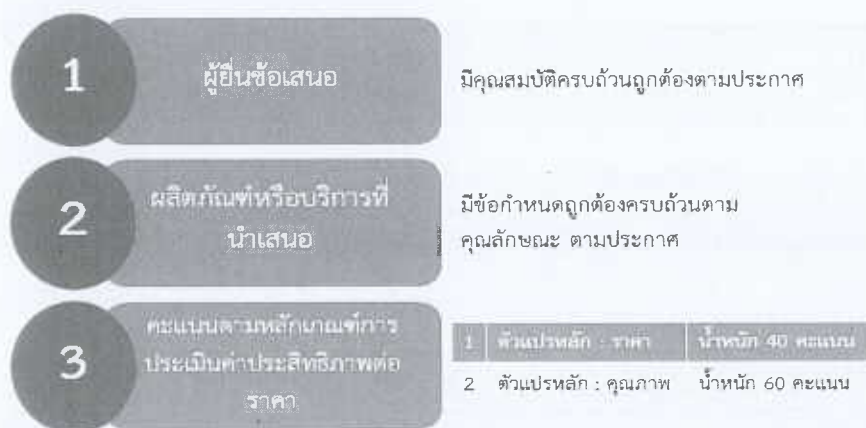 1
ผู้ยื่นข้อเสนอ
มีคุณสมบัติครบถ้วนถูกต้องตามประกาศ
2
ผลิตภัณฑ์หรือบริการที่
นำเสนอ
มีข้อกำหนดถูกต้องครบถ้วนตาม
คุณลักษณะ ตามประกาศ
3
คะแนนตามหลักเกณฑ์การ
ประเมินค่าประสิทธิภาพต่อ
ราคา
1 ตัวแปรหลัก : ราคา น้ำหนัก 40 คะแนน
2 ตัวแปรหลัก : คุณภาพ น้ำหนัก 60 คะแนน